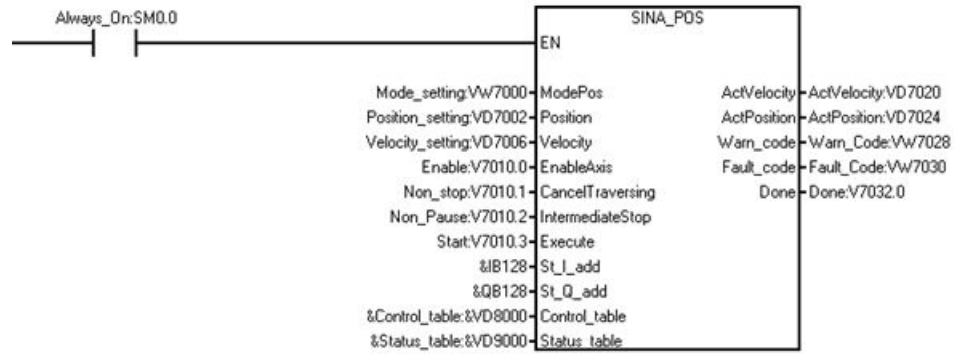 Always_On:SM0.0
SINA_POS
EN
Mode_setting:VW7000 ModePos ActVelocity ActVelocity:VD7020
Position_setting:VD7002 Position ActPosition ActPosition:VD7024
Velocity_setting:VD7006 Velocity Warn_code Warn_Code:VW7028
Enable:V7010.0 EnableAxis Fault_code Fault_Code:VW7030
Non_stop:V7010.1 CancelTraversing Done Done:V7032.0
Non_Pause:V7010.2 IntermediateStop
Start:V7010.3 Execute
&IB128 St_I_add
&QB128 St_Q_add
&Control_table:&VD8000 Control_table
&Status_table:&VD9000 Status_table